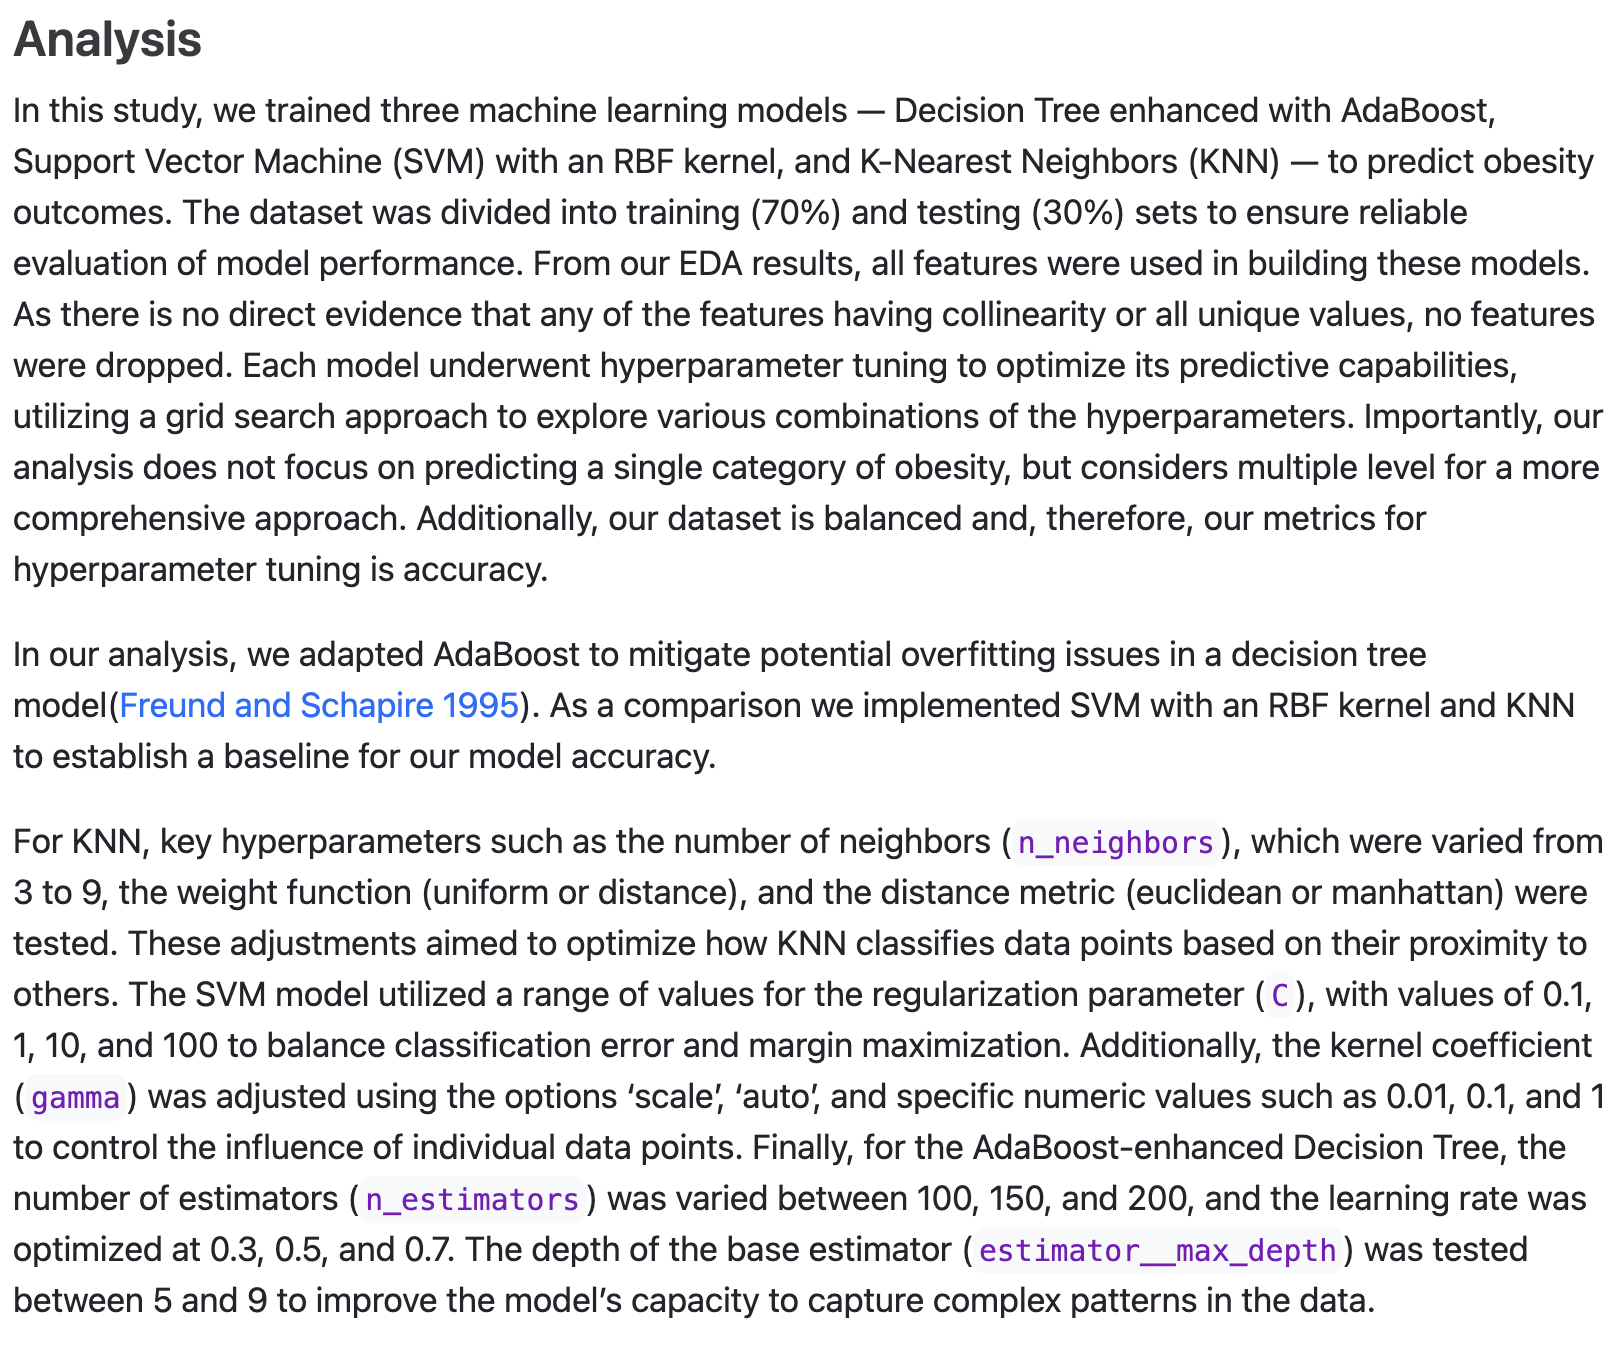 Analysis
In this study, we trained three machine learning models — Decision Tree enhanced with AdaBoost,
Support Vector Machine (SVM) with an RBF kernel, and K-Nearest Neighbors (KNN) — to predict obesity
outcomes. The dataset was divided into training (70%) and testing (30%) sets to ensure reliable
evaluation of model performance. From our EDA results, all features were used in building these models.
As there is no direct evidence that any of the features having collinearity or all unique values, no features
were dropped. Each model underwent hyperparameter tuning to optimize its predictive capabilities,
utilizing a grid search approach to explore various combinations of the hyperparameters. Importantly, our
analysis does not focus on predicting a single category of obesity, but considers multiple level for a more
comprehensive approach. Additionally, our dataset is balanced and, therefore, our metrics for
hyperparameter tuning is accuracy.
In our analysis, we adapted AdaBoost to mitigate potential overfitting issues in a decision tree
model(Freund and Schapire 1995). As a comparison we implemented SVM with an RBF kernel and KNN
to establish a baseline for our model accuracy.
For KNN, key hyperparameters such as the number of neighbors (n_neighbors), which were varied from
3 to 9, the weight function (uniform or distance), and the distance metric (euclidean or manhattan) were
tested. These adjustments aimed to optimize how KNN classifies data points based on their proximity to
others. The SVM model utilized a range of values for the regularization parameter (C), with values of 0.1,
1, 10, and 100 to balance classification error and margin maximization. Additionally, the kernel coefficient
(gamma) was adjusted using the options ‘scale’, ‘auto’, and specific numeric values such as 0.01, 0.1, and 1
to control the influence of individual data points. Finally, for the AdaBoost-enhanced Decision Tree, the
number of estimators (n_estimators) was varied between 100, 150, and 200, and the learning rate was
optimized at 0.3, 0.5, and 0.7. The depth of the base estimator (estimator__max_depth) was tested
between 5 and 9 to improve the model’s capacity to capture complex patterns in the data.